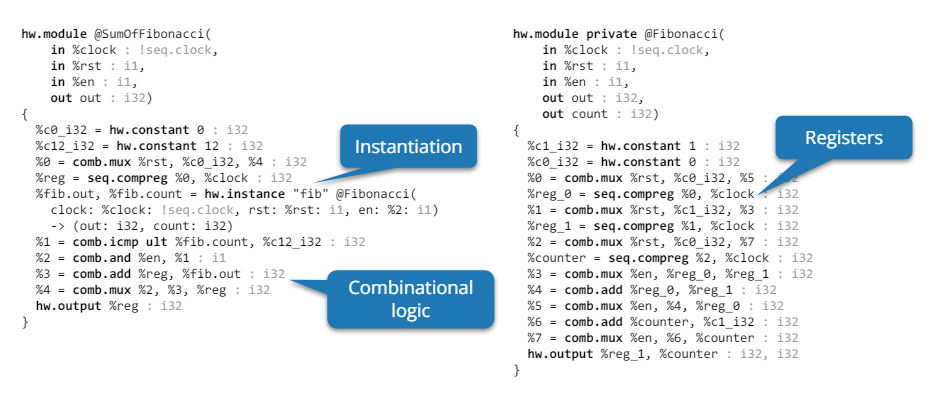 hw.module @SumOfFibonacci(
in %clock : !seq.clock,
in %rst : i1,
in %en : i1,
out out : i32)
{
%c0_i32 = hw.constant 0 : i32
%c12_i32 = hw.constant 12 : i32
%0 = comb.mux %rst, %c0_i32, %4 : i32
%reg = seq.compreg %0, %clock : i32
%fib.out, %fib.count = hw.instance "fib" @Fibonacci(
clock: %clock: !seq.clock, rst: %rst: i1, en: %2: i1)
-> (out: i32, count: i32)
%1 = comb.icmp ult %fib.count, %c12_i32 : i32
%2 = comb.and %en, %1 : i1
%3 = comb.add %reg, %fib.out : i32
%4 = comb.mux %2, %3, %reg : i32
hw.output %reg : i32
}
Instantiation
Combinational
logic
hw.module private @Fibonacci(
in %clock : !seq.clock,
in %rst : i1,
in %en : i1,
out out : i32,
out count : i32)
{
%c1_i32 = hw.constant 1 : i32
%c0_i32 = hw.constant 0 : i32
%0 = comb.mux %rst, %c0_i32, %5 : i32
%reg_0 = seq.compreg %0, %clock : i32
%1 = comb.mux %rst, %c1_i32, %3 : i32
%reg_1 = seq.compreg %1, %clock : i32
%2 = comb.mux %rst, %c0_i32, %7 : i32
%counter = seq.compreg %2, %clock : i32
%3 = comb.mux %en, %reg_0, %reg_1 : i32
%4 = comb.add %reg_0, %reg_1 : i32
%5 = comb.mux %en, %4, %reg_0 : i32
%6 = comb.add %counter, %c1_i32 : i32
%7 = comb.mux %en, %6, %counter : i32
hw.output %reg_1, %counter : i32, i32
}
Registers